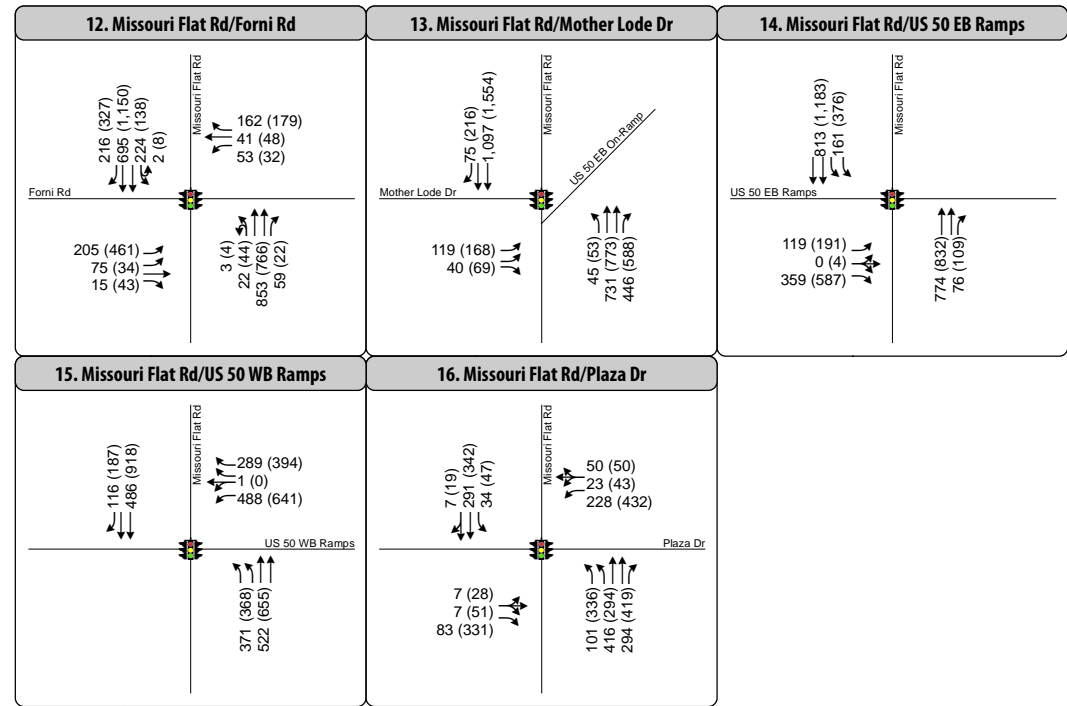 12. Missouri Flat Rd/Forni Rd
216 (327)
695 (1,150)
224 (138)
2 (8)
Missouri Flat Rd
162 (179)
41 (48)
53 (32)
Forni Rd
205 (461)
75 (34)
15 (43)
3 (4)
22 (44)
853 (766)
59 (22)
13. Missouri Flat Rd/Mother Lode Dr
75 (216)
1,097 (1,554)
Missouri Flat Rd
US 50 EB On-Ramp
Mother Lode Dr
119 (168)
40 (69)
45 (53)
731 (773)
446 (588)
14. Missouri Flat Rd/US 50 EB Ramps
813 (1,183)
161 (376)
Missouri Flat Rd
US 50 EB Ramps
119 (191)
0 (4)
359 (587)
774 (832)
76 (109)
15. Missouri Flat Rd/US 50 WB Ramps
116 (187)
486 (918)
Missouri Flat Rd
289 (394)
1 (0)
488 (641)
US 50 WB Ramps
371 (368)
522 (655)
16. Missouri Flat Rd/Plaza Dr
7 (19)
291 (342)
34 (47)
Missouri Flat Rd
50 (50)
23 (43)
228 (432)
Plaza Dr
7 (28)
7 (51)
83 (331)
101 (336)
416 (294)
294 (419)